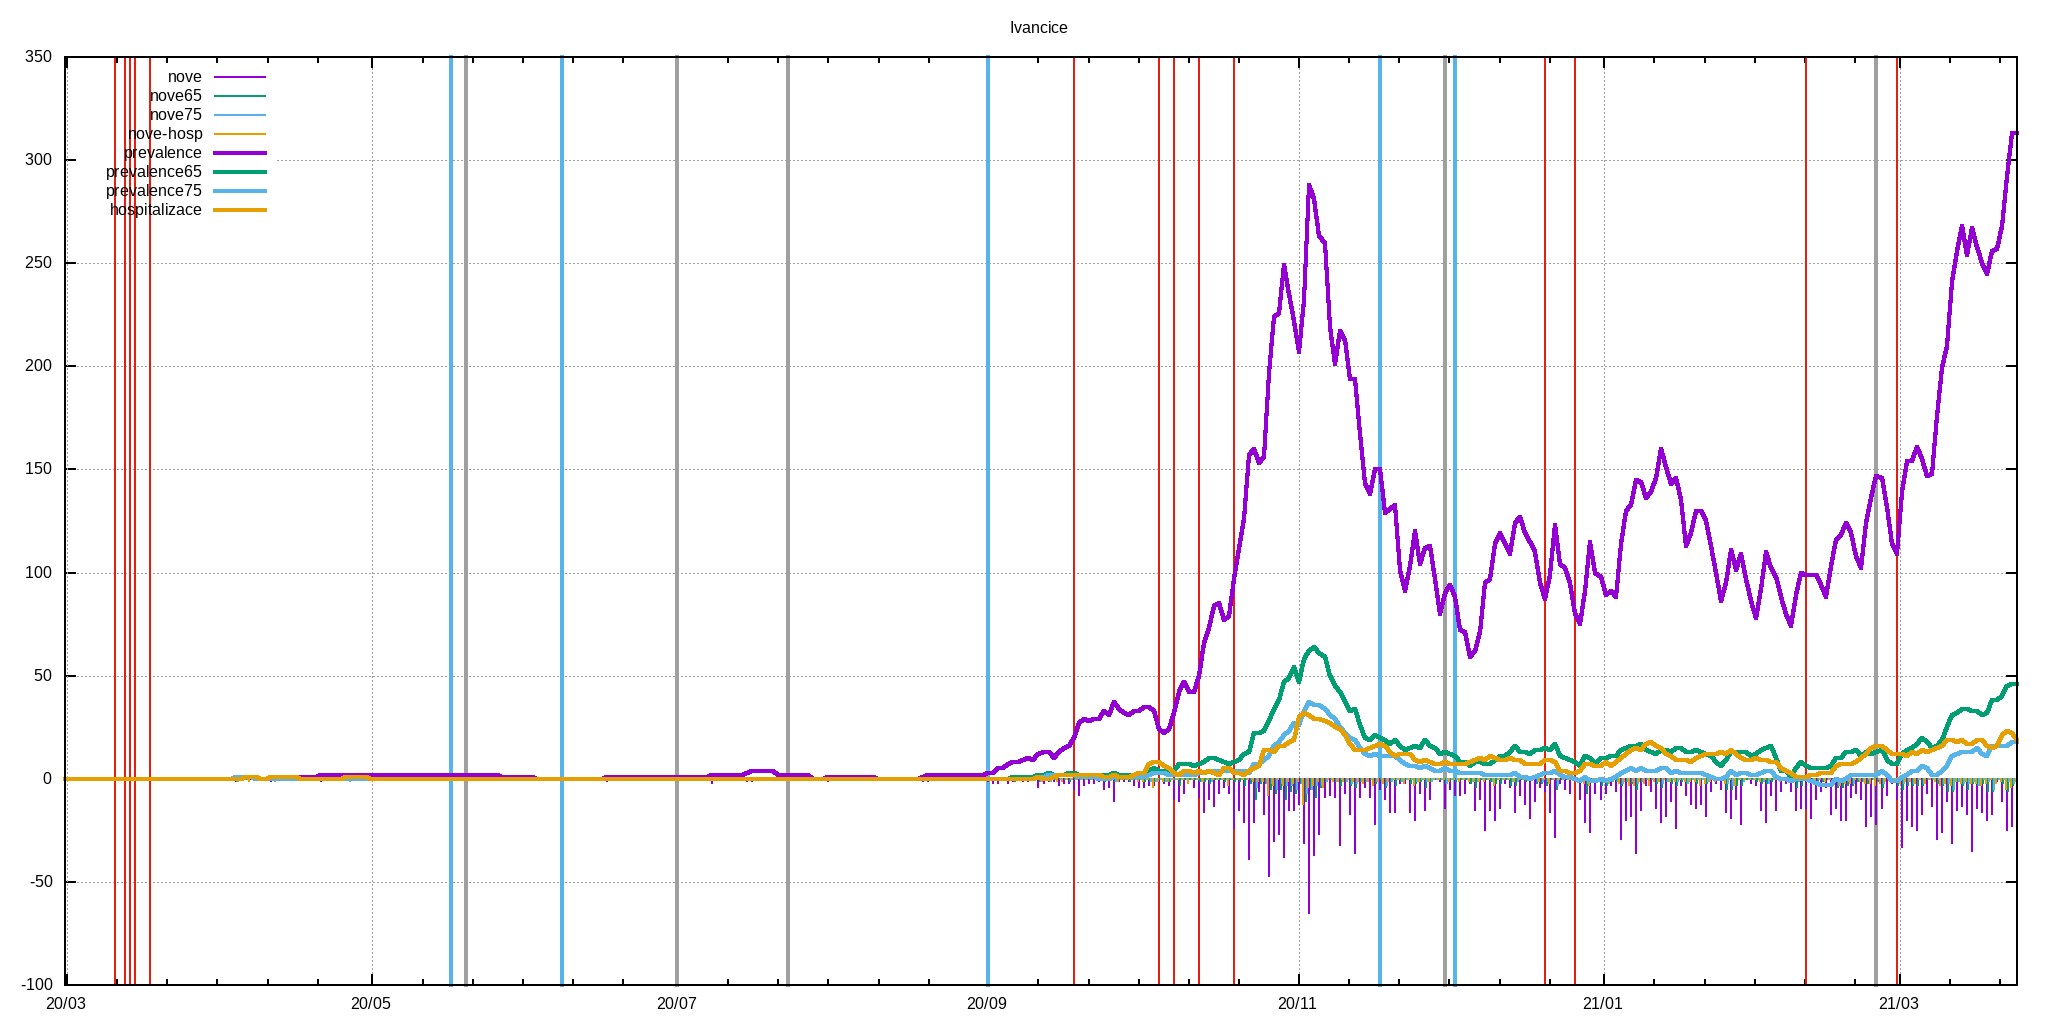 Ivancice
350
300
250
200
150
100
50
0
-50
-100
nove
nove65
nove75
nove-hosp
prevalence
prevalence65
prevalence75
hospitalizace
20/03 20/05 20/07 20/09 20/11 21/01 21/03